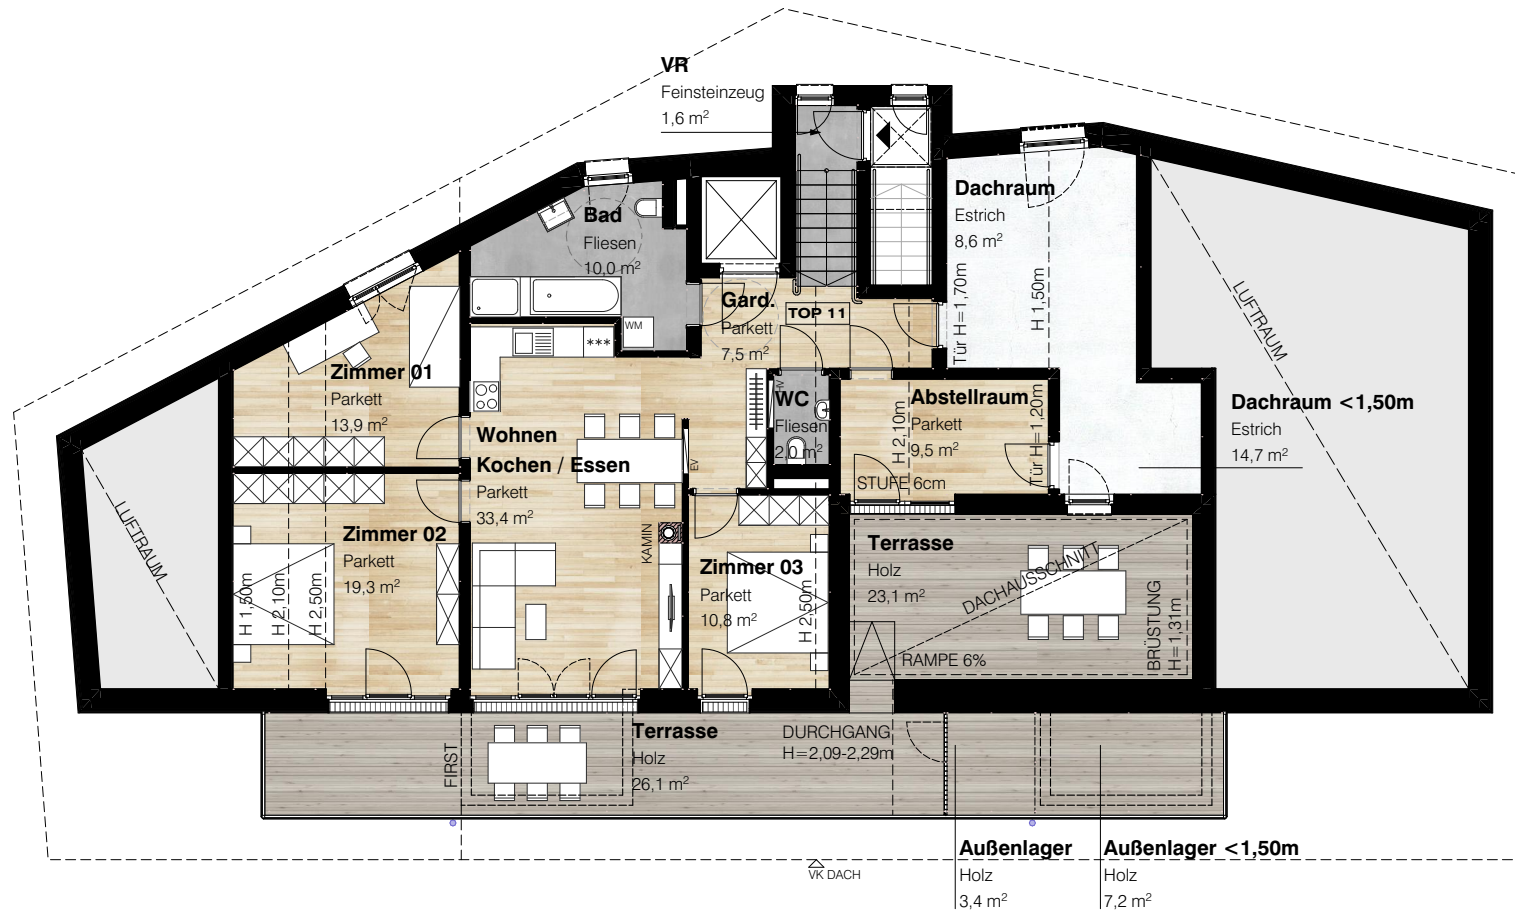 VR
Feinsteinzeug
1,6 m²
Bad
Fliesen
10,0 m²
WM
Gard.
Parkett
7,5 m²
TOP 11
Dachraum
Estrich
8,6 m²
Tür H=1,70m
H 1,50m
LUFTRAUM
Dachraum <1,50m
Estrich
14,7 m²
Zimmer 01
Parkett
13,9 m²
***
Wohnen
Kochen / Essen
Parkett
33,4 m²
EV
HV
WC
Fliesen
2,0 m²
Abstellraum
Parkett
9,5 m²
H 2,10m
Tür H=1,20m
STUFE 6cm
LUFTRAUM
Zimmer 02
Parkett
19,3 m²
H 1,50m
H 2,10m
H 2,50m
KAMIN
Zimmer 03
Parkett
10,8 m²
H 2,50m
Terrasse
Holz
23,1 m²
DACHAUSSCHNITT
BRÜSTUNG
H=1,31m
RAMPE 6%
FIRST
Terrasse
Holz
26,1 m²
DURCHGANG
H=2,09-2,29m
VK DACH
Außenlager
Holz
3,4 m²
Außenlager <1,50m
Holz
7,2 m²